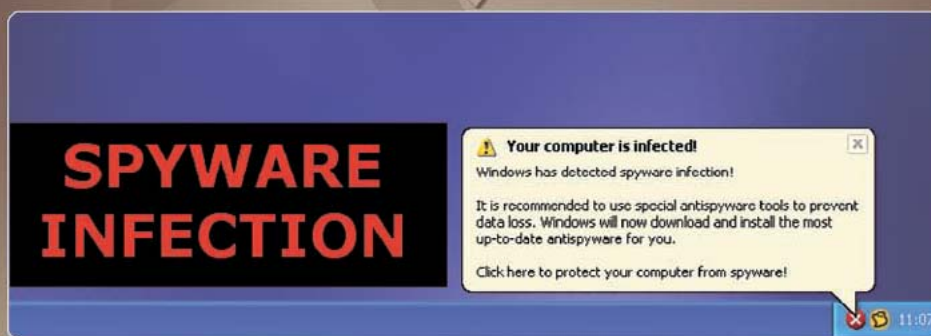 SPYWARE
INFECTION
Your computer is infected!
Windows has detected spyware infection!
It is recommended to use special antispyware tools to prevent
data loss. Windows will now download and install the most
up-to-date antispyware for you.
Click here to protect your computer from spyware!
11:07